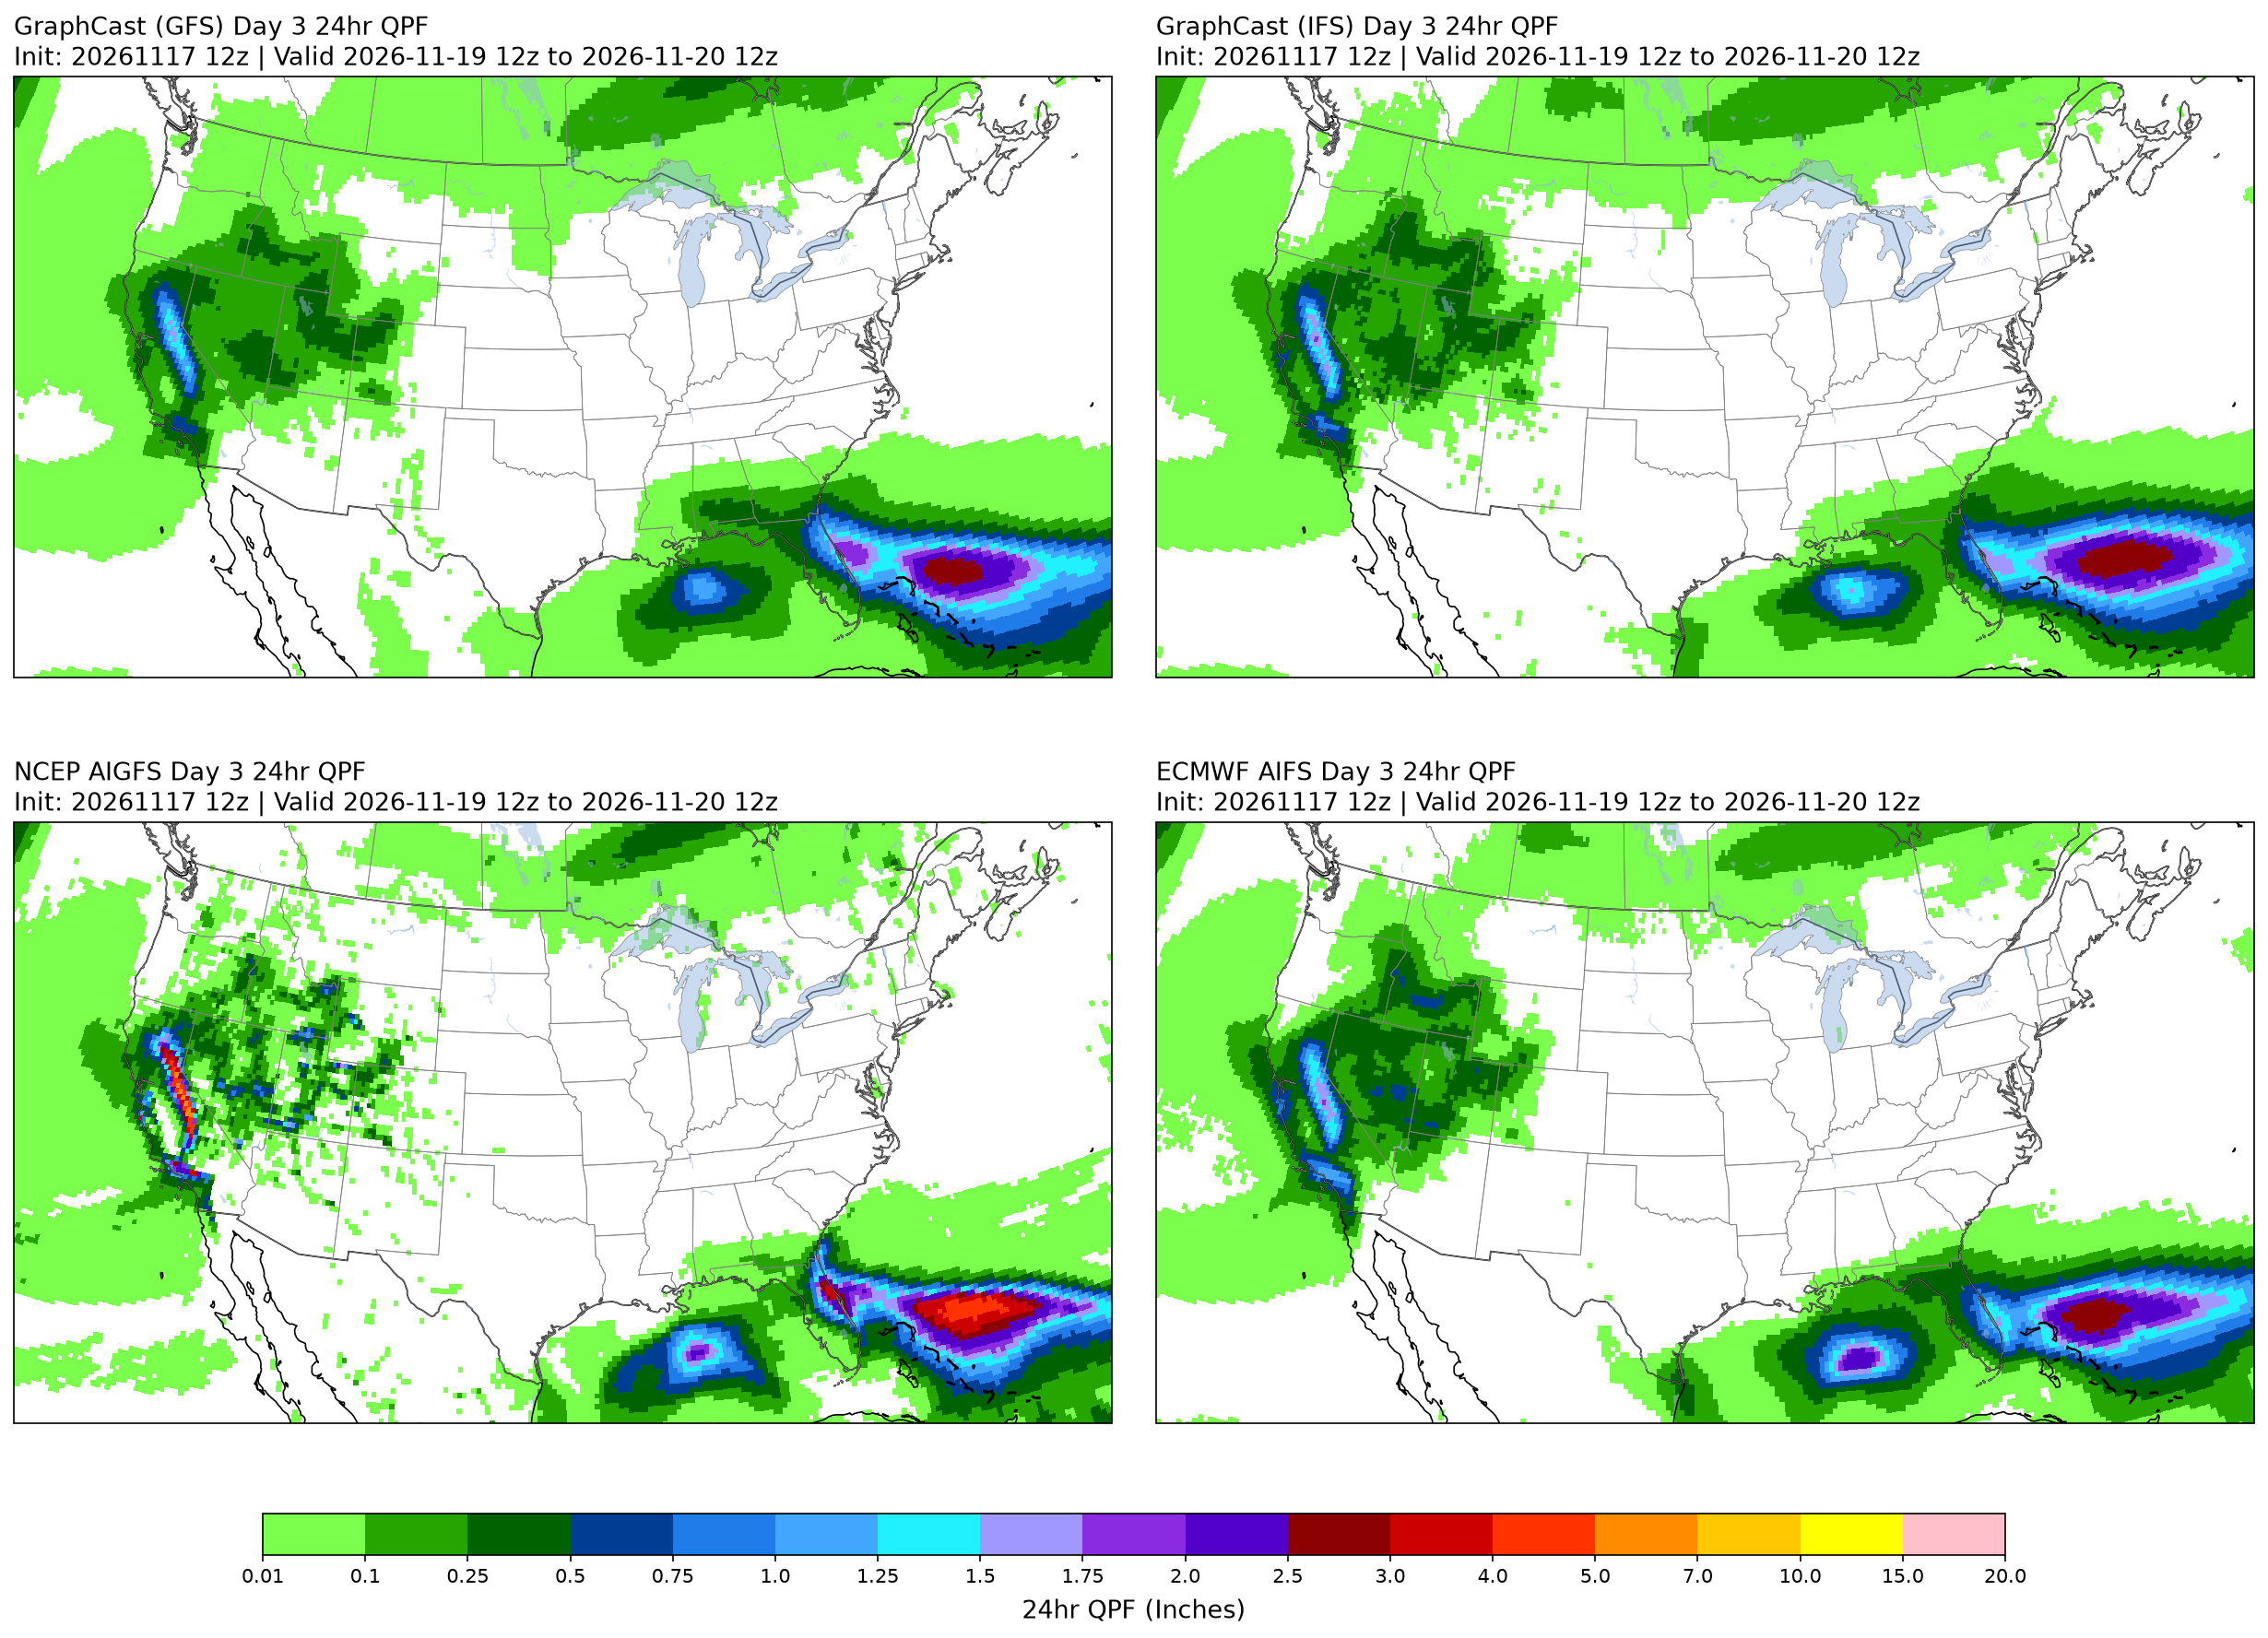 GraphCast (GFS) Day 3 24hr QPF
Init: 20261117 12z | Valid 2026-11-19 12z to 2026-11-20 12z
GraphCast (IFS) Day 3 24hr QPF
Init: 20261117 12z | Valid 2026-11-19 12z to 2026-11-20 12z
NCEP AIGFS Day 3 24hr QPF
Init: 20261117 12z | Valid 2026-11-19 12z to 2026-11-20 12z
ECMWF AIFS Day 3 24hr QPF
Init: 20261117 12z | Valid 2026-11-19 12z to 2026-11-20 12z
0.01 0.1 0.25 0.5 0.75 1.0 1.25 1.5 1.75 2.0 2.5 3.0 4.0 5.0 7.0 10.0 15.0 20.0
24hr QPF (Inches)